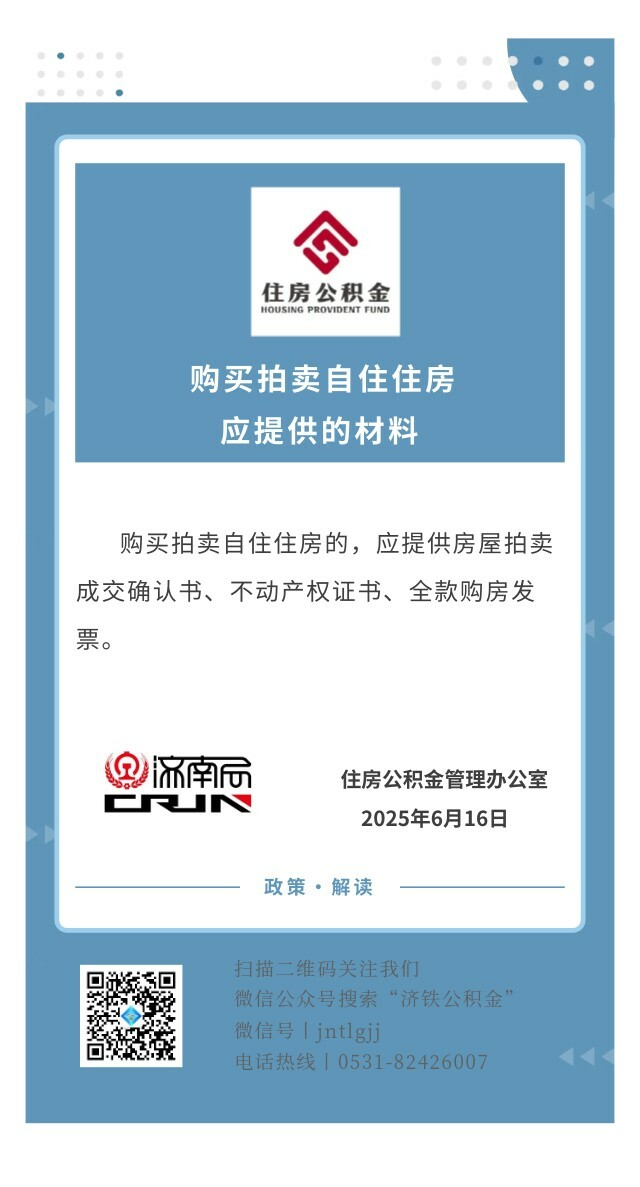 住房公积金
HOUSING PROVIDENT FUND
购买拍卖自住住房
应提供的材料
购买拍卖自住住房的，应提供房屋拍卖
成交确认书、不动产权证书、全款购房发
票。
济南局
CRJN
住房公积金管理办公室
2025年6月16日
政策·解读
扫描二维码关注我们
微信公众号搜索“济铁公积金”
微信号丨jntlgjj
电话热线丨0531-82426007